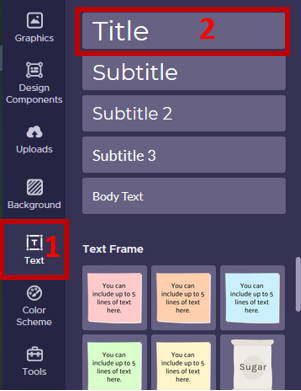 Graphics
Design
Components
Uploads
Background
1
Text
Color
Scheme
Tools
Title
2
Subtitle
Subtitle 2
Subtitle 3
Body Text
Text Frame
You can
include up to 5
lines of text
here.
You can
include up to 5
lines of text
here.
You can
include up to 5
lines of text
here.
You can
include up to 5
lines of text
here.
You can
include up to 5
lines of text
here.
Sugar